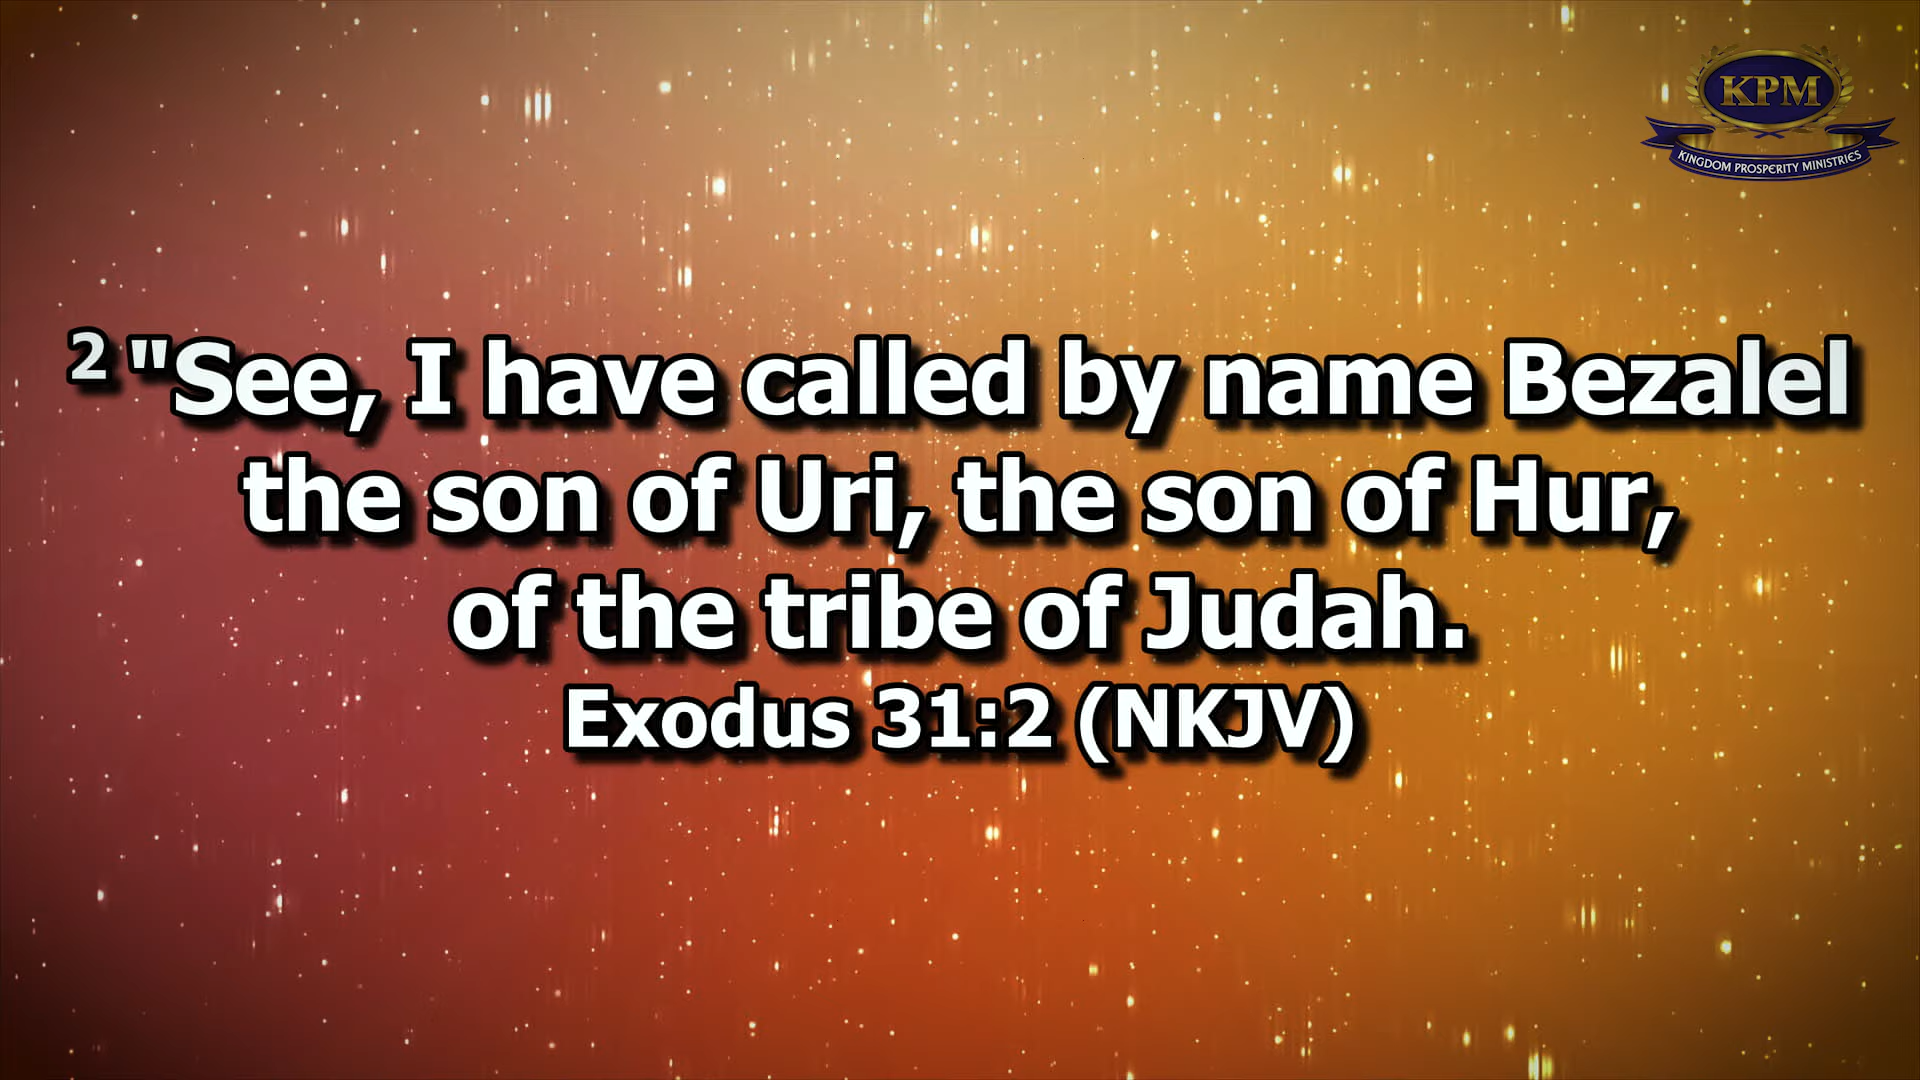 KPM
KINGDOM PROSPERITY MINISTRIES
2 "See, I have called by name Bezalel
the son of Uri, the son of Hur,
of the tribe of Judah.
Exodus 31:2 (NKJV)